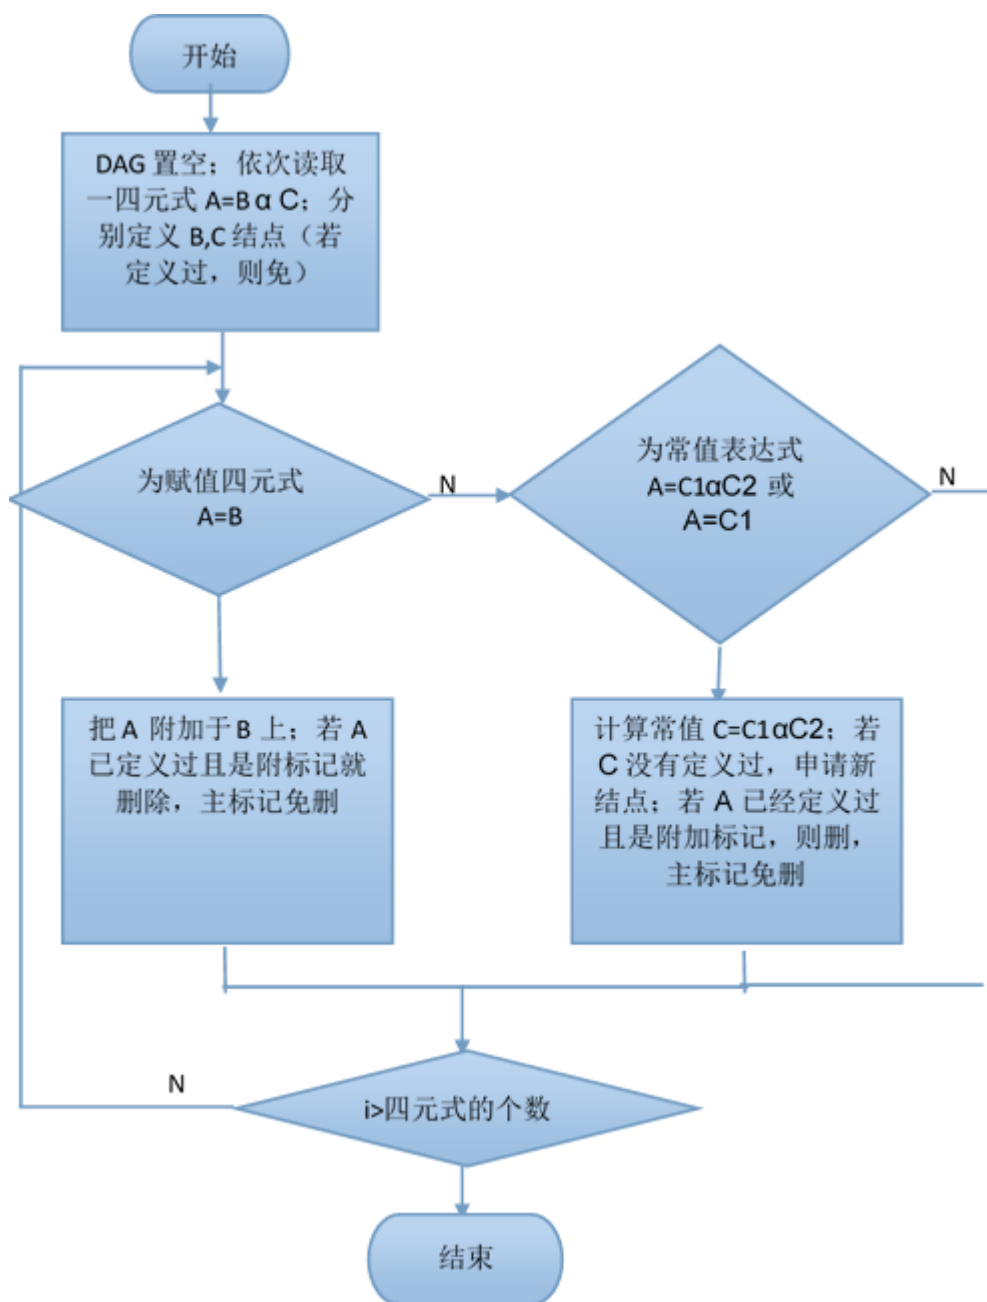 开始
DAG 置空；依次读取
一四元式 A=B α C；分
别定义 B,C 结点（若
定义过，则免）
为赋值四元式
A=B
N
为常值表达式
A=C1αC2 或
A=C1
N
把 A 附加于 B 上；若 A
已定义过且是附标记就
删除，主标记免删
计算常值 C=C1αC2；若
C 没有定义过，申请新
结点；若 A 已经定义过
且是附加标记，则删，
主标记免删
N
i>四元式的个数
结束